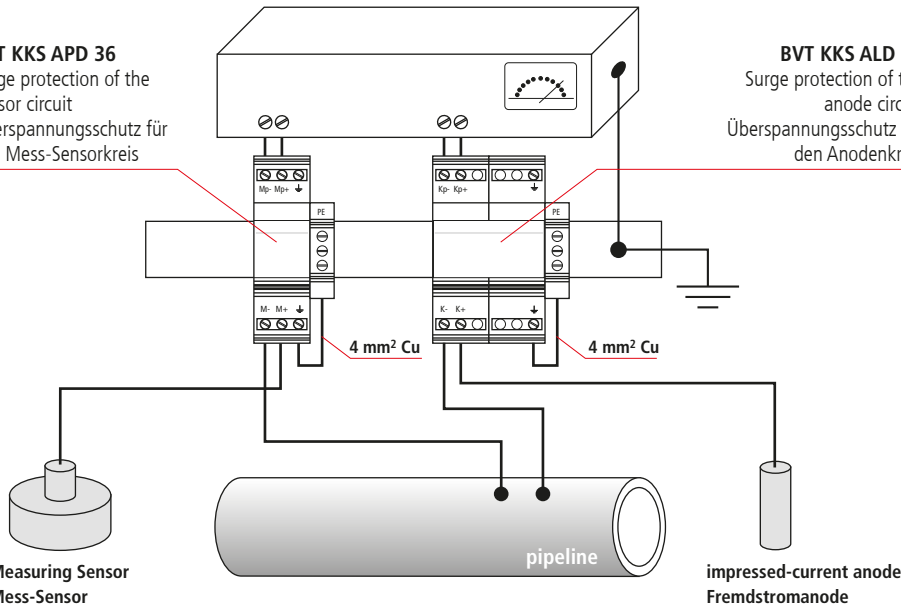 T KKS APD 36
ge protection of the
sor circuit
erspannungsschutz für
Mess-Sensorkreis
BVT KKS ALD
Surge protection of t
anode circ
Überspannungsschutz
den Anodenkr
Mp- Mp+
Kp- Kp+
PE
PE
M- M+
K- K+
4 mm² Cu
4 mm² Cu
pipeline
Measuring Sensor
Mess-Sensor
impressed-current anode
Fremdstromanode